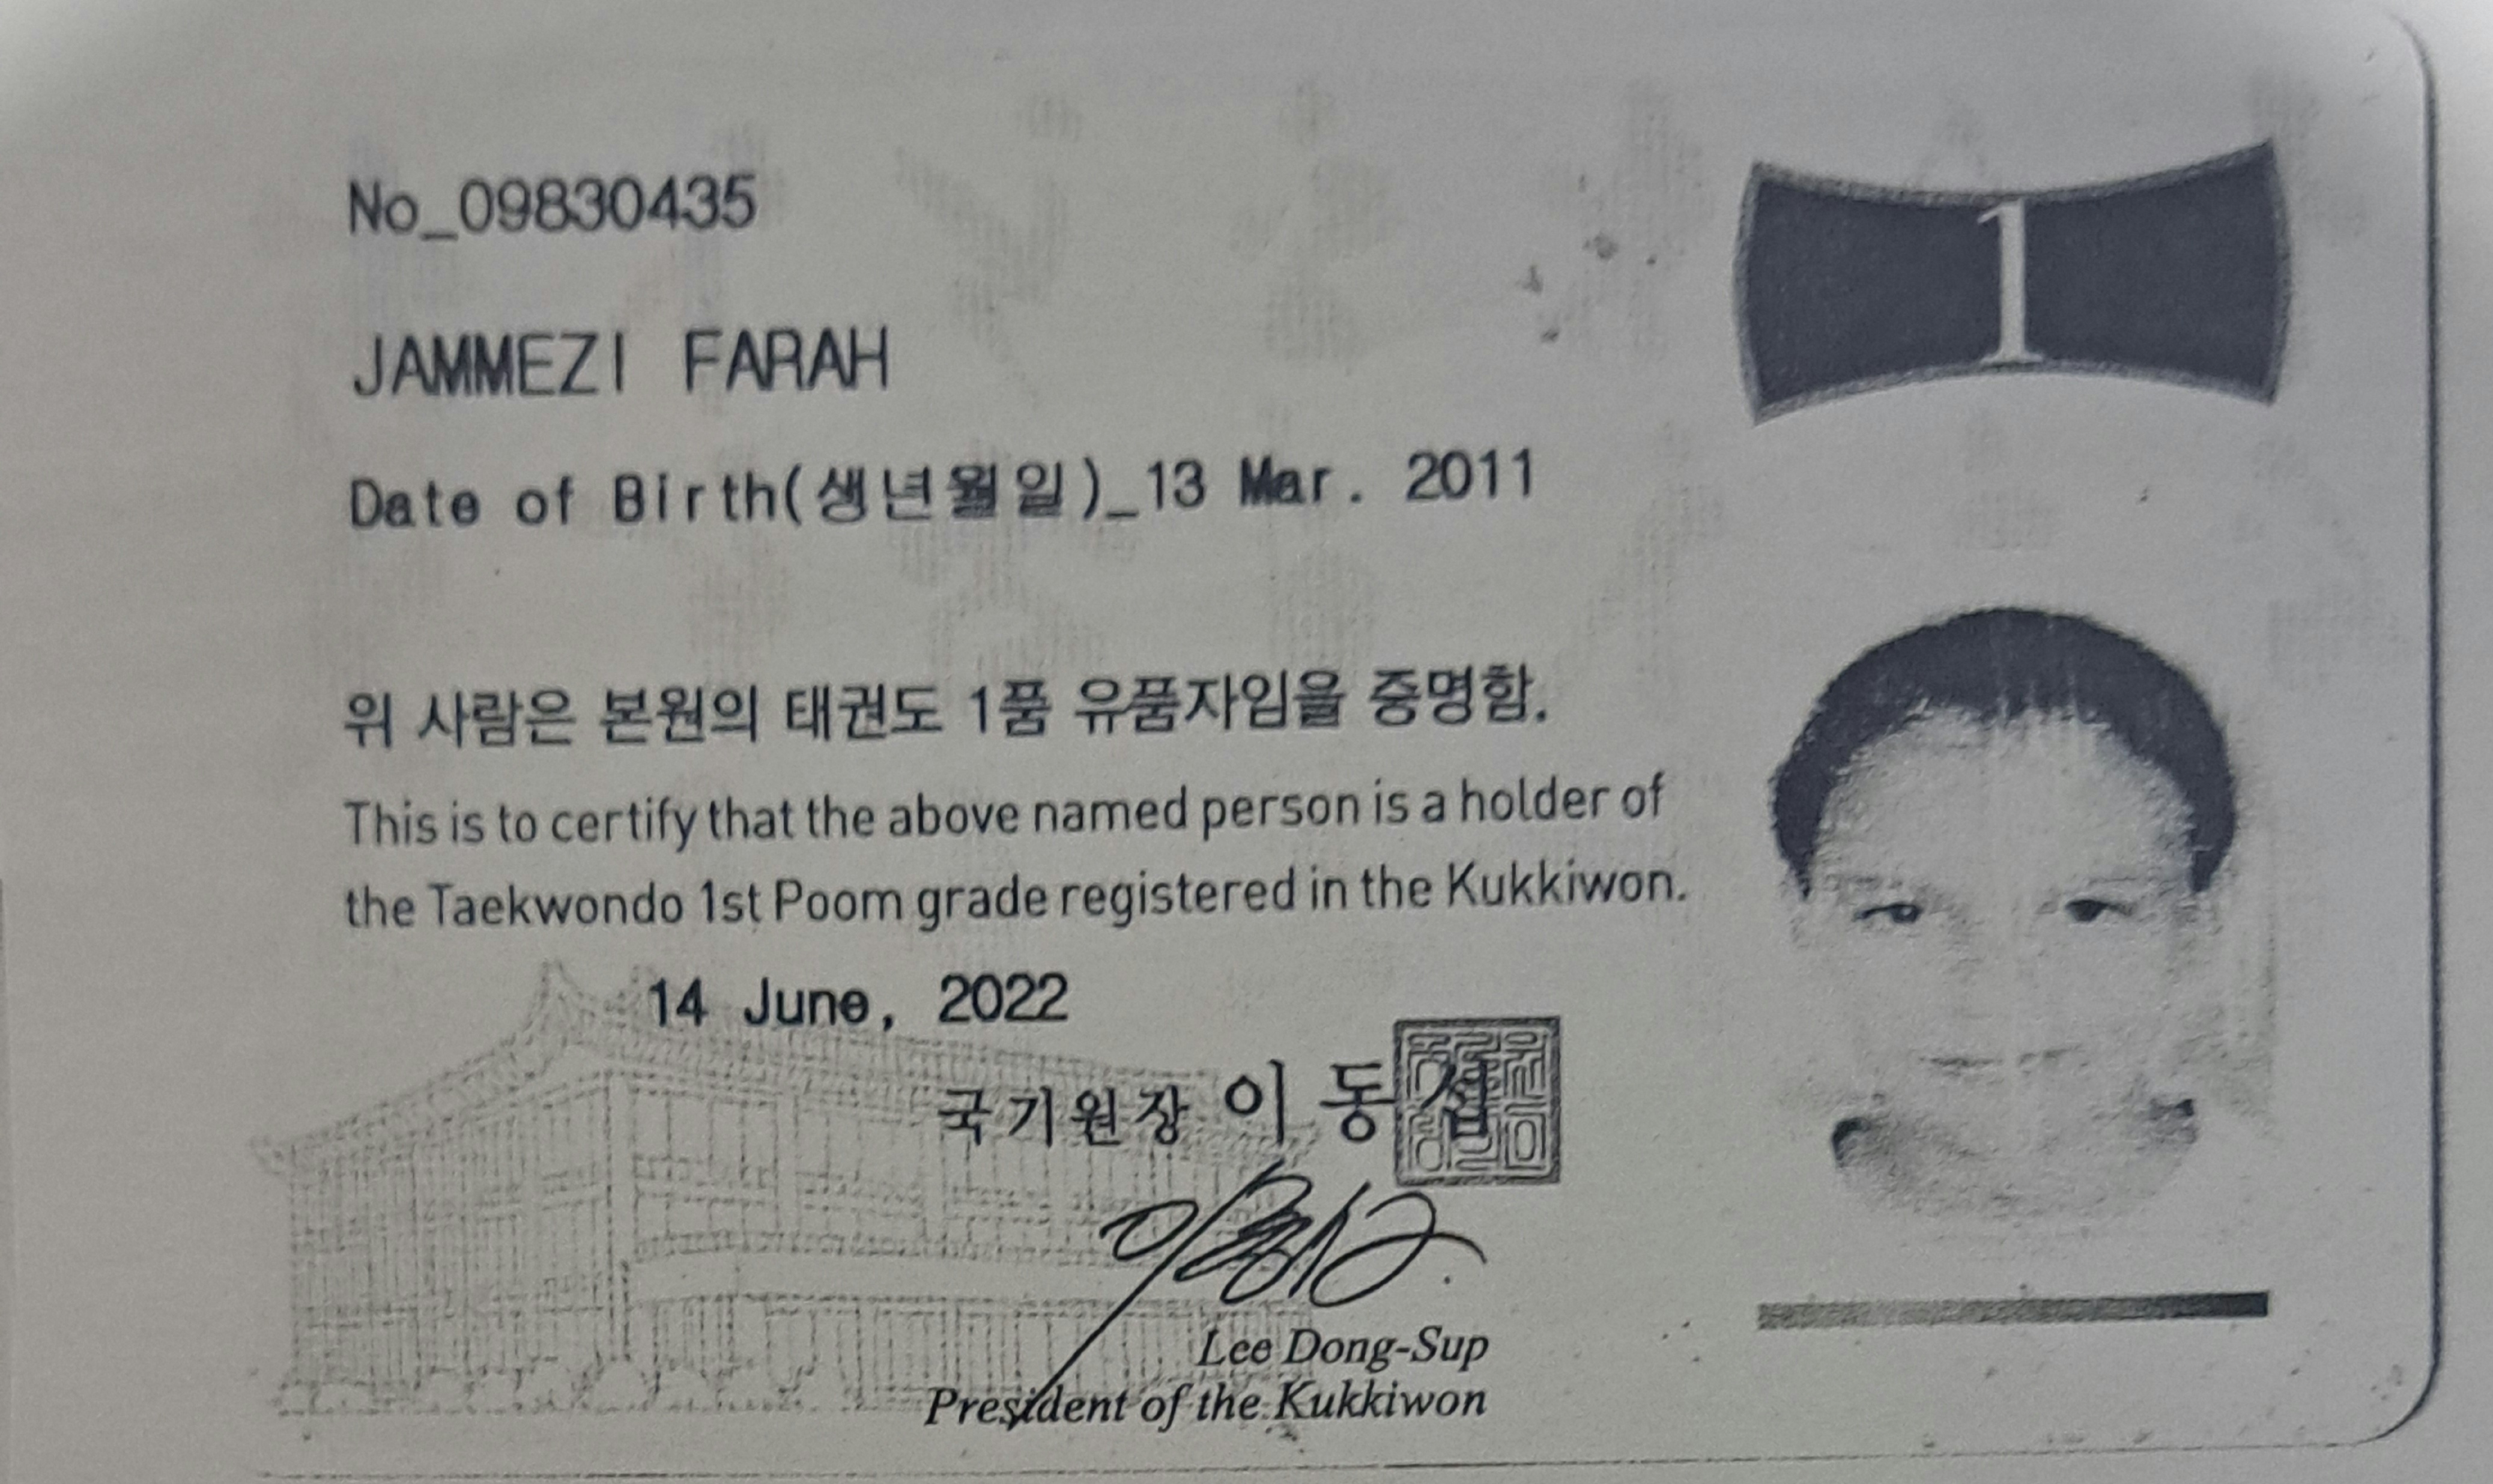 No_09830435
1
JAMMEZI FARAH
Date of Birth(생년월일)_13 Mar. 2011
위 사람은 본원의 태권도 1품 유품자임을 증명함.
This is to certify that the above named person is a holder of
the Taekwondo 1st Poom grade registered in the Kukkiwon.
14 June, 2022
국기원장 이동섭
Lee Dong-Sup
President of the Kukkiwon